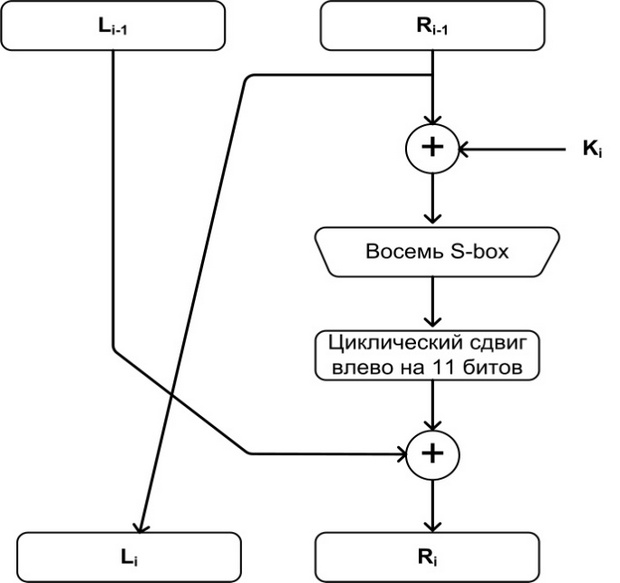 Li-1
Ri-1
+
Ki
Восемь S-box
Циклический сдвиг
влево на 11 битов
+
Li
Ri